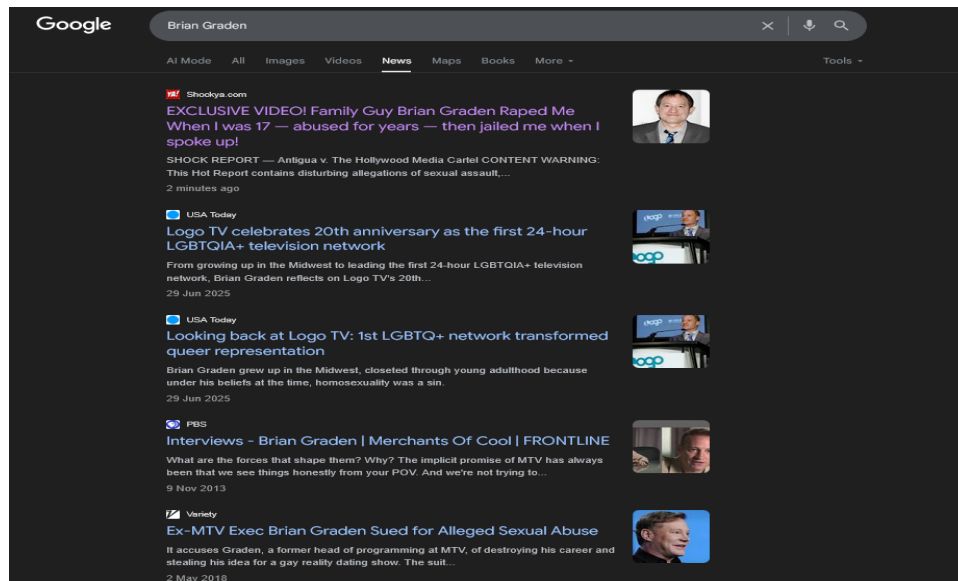 Google
Brian Graden
AI Mode All Images Videos News Maps Books More Tools
Shockya.com
EXCLUSIVE VIDEO! Family Guy Brian Graden Raped Me
When I was 17 — abused for years — then jailed me when I
spoke up!
SHOCK REPORT — Antigua v. The Hollywood Media Cartel CONTENT WARNING:
This Hot Report contains disturbing allegations of sexual assault,...
2 minutes ago
USA Today
Logo TV celebrates 20th anniversary as the first 24-hour
LGBTQIA+ television network
From growing up in the Midwest to leading the first 24-hour LGBTQIA+ television
network, Brian Graden reflects on Logo TV's 20th...
29 Jun 2025
USA Today
Looking back at Logo TV: 1st LGBTQ+ network transformed
queer representation
Brian Graden grew up in the Midwest, closeted through young adulthood because
under his beliefs at the time, homosexuality was a sin.
29 Jun 2025
PBS
Interviews - Brian Graden | Merchants Of Cool | FRONTLINE
What are the forces that shape them? Why? The implicit promise of MTV has always
been that we see things honestly from your POV. And we're not trying to...
9 Nov 2013
Variety
Ex-MTV Exec Brian Graden Sued for Alleged Sexual Abuse
It accuses Graden, a former head of programming at MTV, of destroying his career and
stealing his idea for a gay reality dating show. The suit...
2 May 2018